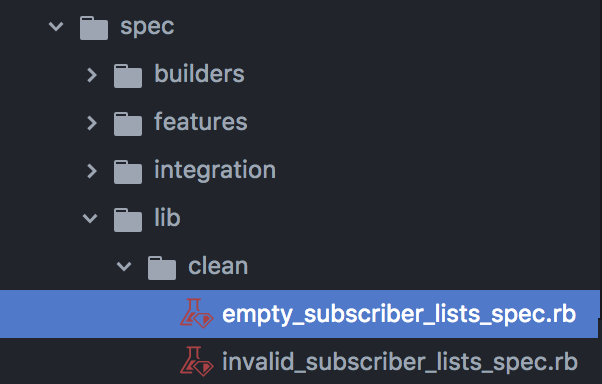 spec
builders
features
integration
lib
clean
empty_subscriber_lists_spec.rb
invalid_subscriber_lists_spec.rb